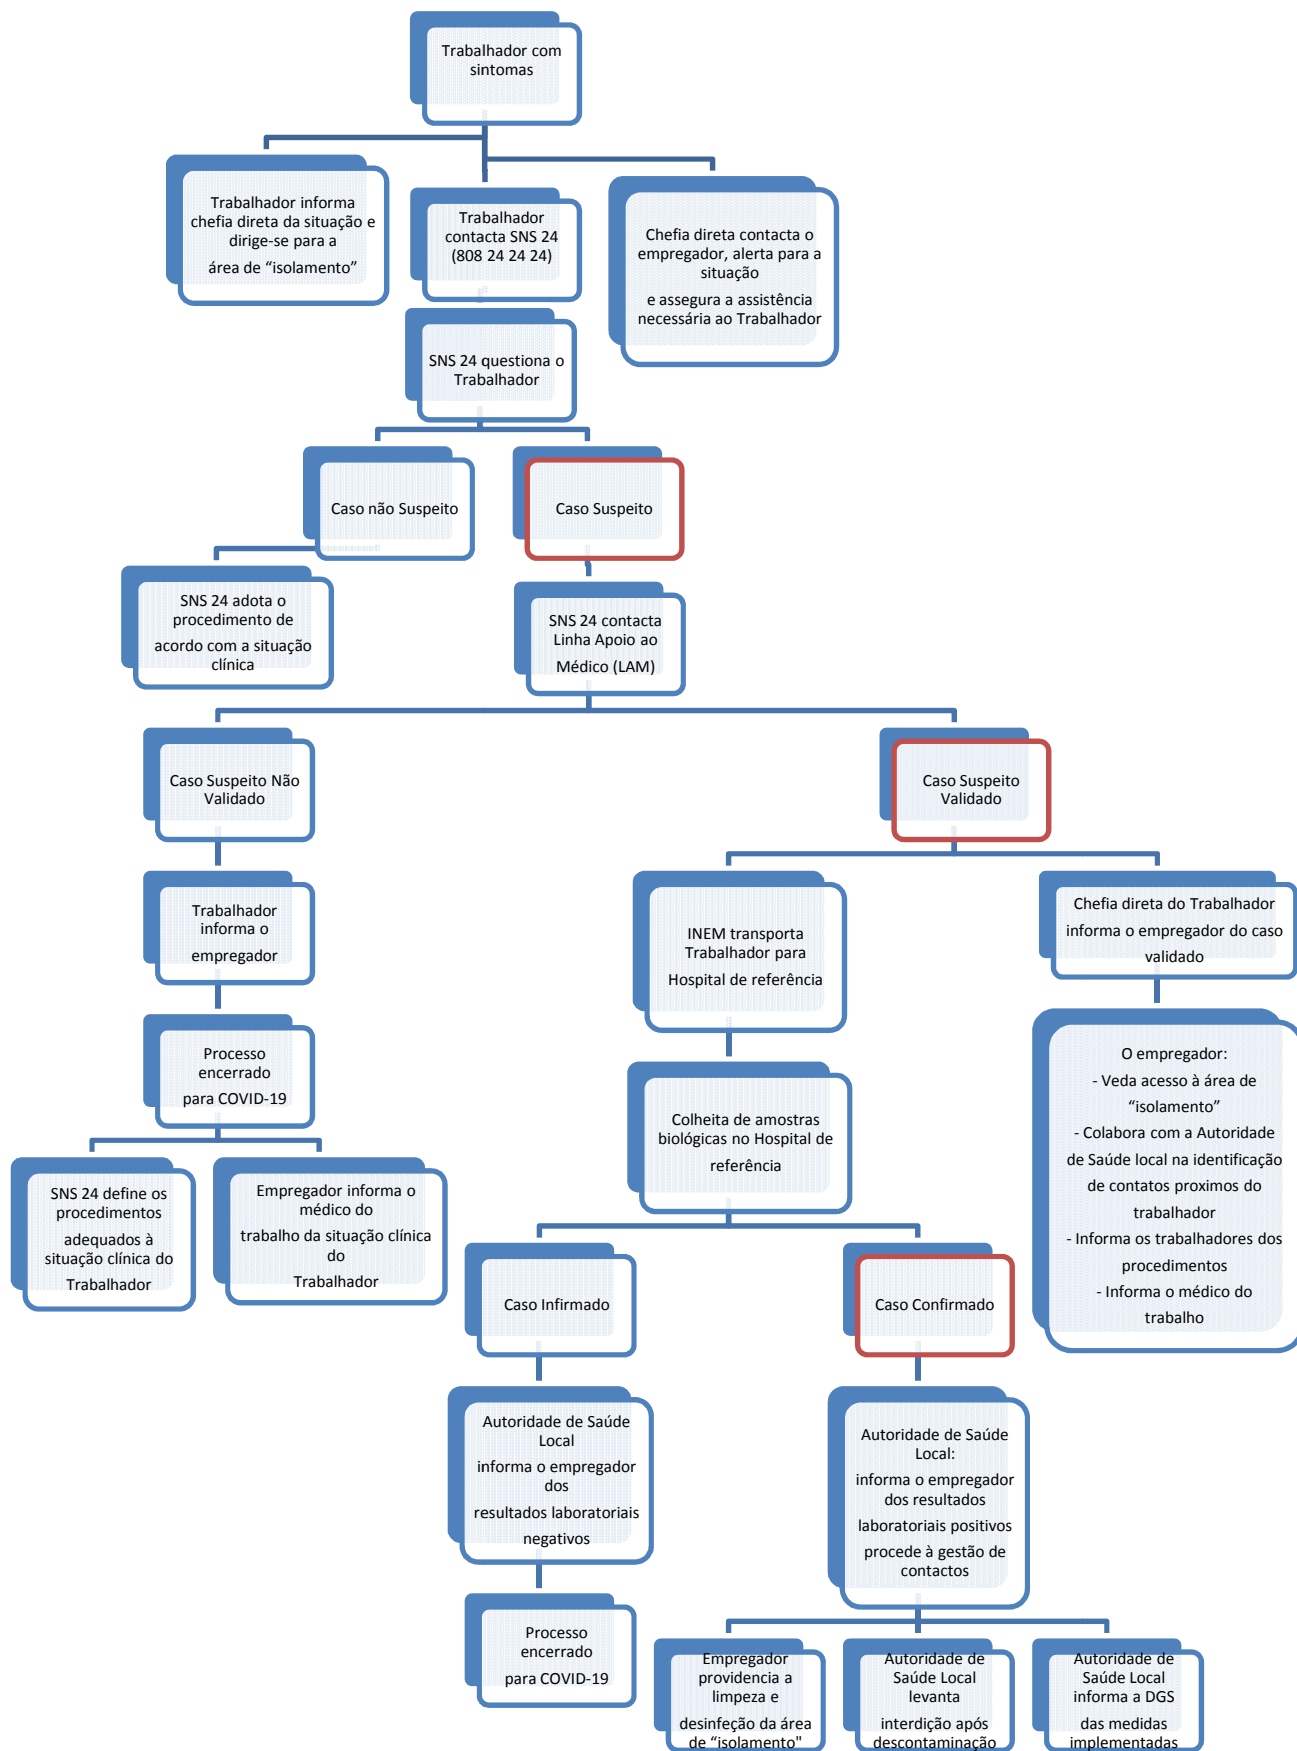 Trabalhador com
sintomas
Trabalhador informa
chefia direta da situação e
dirige-se para a
área de “isolamento”
Trabalhador
contacta SNS 24
(808 24 24 24)
Chefia direta contacta o
empregador, alerta para a
situação
e assegura a assistência
necessária ao Trabalhador
SNS 24 questiona o
Trabalhador
Caso não Suspeito
Caso Suspeito
SNS 24 adota o
procedimento de
acordo com a situação
clínica
SNS 24 contacta
Linha Apoio ao
Médico (LAM)
Caso Suspeito Não
Validado
Caso Suspeito
Validado
Trabalhador
informa o
empregador
INEM transporta
Trabalhador para
Hospital de referência
Chefia direta do Trabalhador
informa o empregador do caso
validado
Processo
encerrado
para COVID-19
Colheita de amostras
biológicas no Hospital de
referência
O empregador:
- Veda acesso à área de
“isolamento”
- Colabora com a Autoridade
de Saúde local na identificação
de contatos proximos do
trabalhador
- Informa os trabalhadores dos
procedimentos
- Informa o médico do
trabalho
SNS 24 define os
procedimentos
adequados à
situação clínica do
Trabalhador
Empregador informa o
médico do
trabalho da situação clínica
do
Trabalhador
Caso Infirmado
Caso Confirmado
Autoridade de Saúde
Local
informa o empregador
dos
resultados laboratoriais
negativos
Autoridade de Saúde
Local:
informa o empregador
dos resultados
laboratoriais positivos
procede à gestão de
contactos
Processo
encerrado
para COVID-19
Empregador
providencia a
limpeza e
desinfeção da área
de “isolamento"
Autoridade de
Saúde Local
levanta
interdição após
descontaminação
Autoridade de
Saúde Local
informa a DGS
das medidas
implementadas